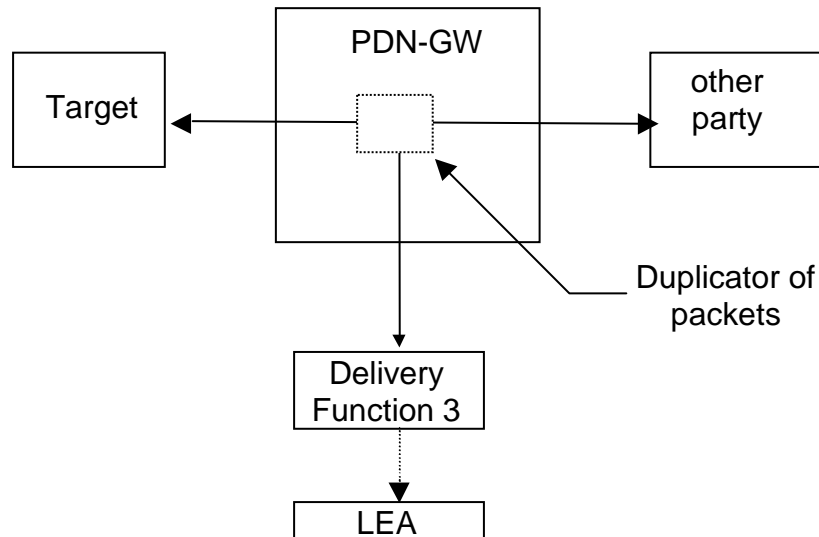 PDN-GW
Target
other
party
Duplicator of
packets
Delivery
Function 3
LEA